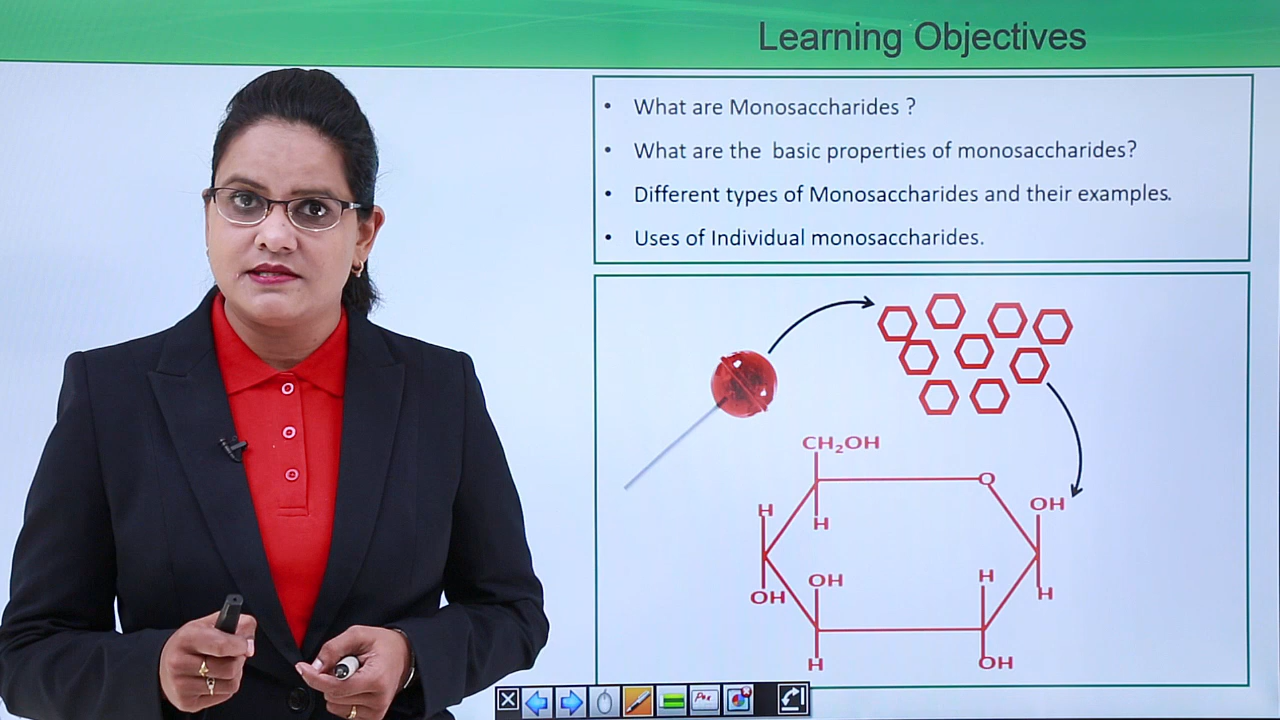 Learning Objectives
• What are Monosaccharides ?
• What are the basic properties of monosaccharides?
• Different types of Monosaccharides and their examples.
• Uses of Individual monosaccharides.
CH₂OH
O
OH
H
H
OH
H
OH
H
H
OH